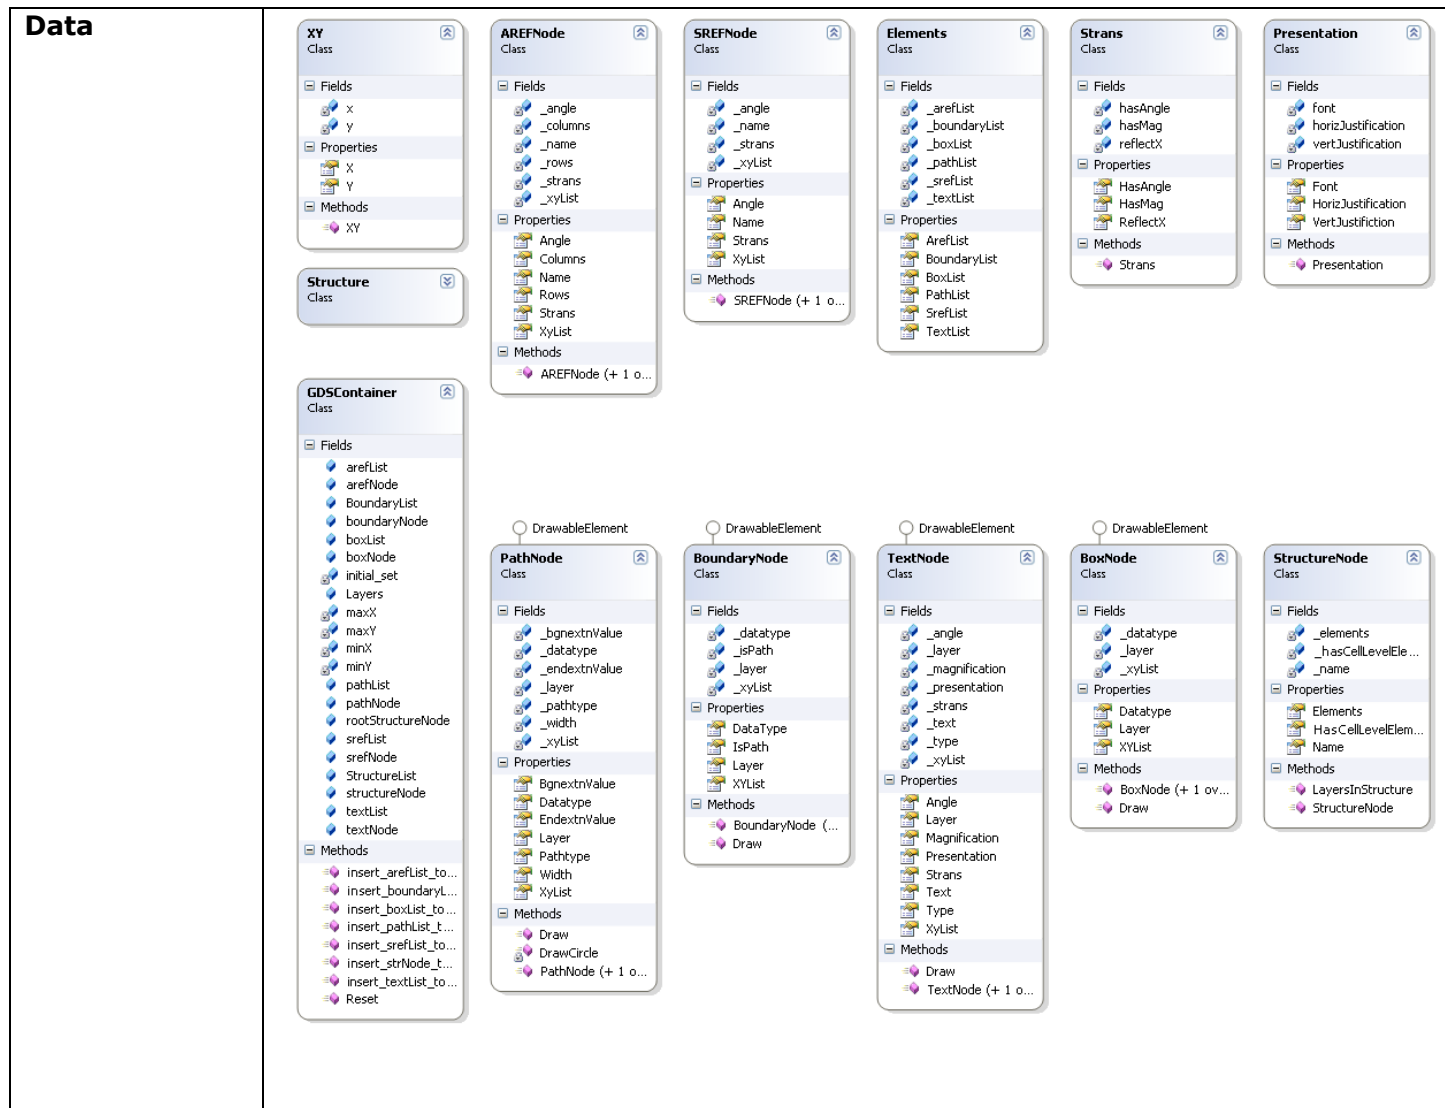 Data
XY
Class
Fields
x
y
Properties
X
Y
Methods
XY
Structure
Class
AREFNode
Class
Fields
_angle
_columns
_name
_rows
_strans
_xyList
Properties
Angle
Columns
Name
Rows
Strans
XyList
Methods
AREFNode (+ 1 o...
SREFNode
Class
Fields
_angle
_name
_strans
_xyList
Properties
Angle
Name
Strans
XyList
Methods
SREFNode (+ 1 o...
Elements
Class
Fields
_arefList
_boundaryList
_boxList
_pathList
_srefList
_textList
Properties
ArefList
BoundaryList
BoxList
PathList
SrefList
TextList
Strans
Class
Fields
hasAngle
hasMag
reflectX
Properties
HasAngle
HasMag
ReflectX
Methods
Strans
Presentation
Class
Fields
font
horizJustification
vertJustification
Properties
Font
HorizJustification
VertJustifiction
Methods
Presentation
GDSContainer
Class
Fields
arefList
arefNode
BoundaryList
boundaryNode
boxList
boxNode
initial_set
Layers
maxX
maxY
minX
minY
pathList
pathNode
rootStructureNode
srefList
srefNode
StructureList
structureNode
textList
textNode
Methods
insert_arefList_to...
insert_boundaryL...
insert_boxList_to...
insert_pathList_t...
insert_srefList_to...
insert_strNode_t...
insert_textList_to...
Reset
DrawableElement
PathNode
Class
Fields
_bgnextnValue
_datatype
_endextnValue
_layer
_pathtype
_width
_xyList
Properties
BgnextnValue
Datatype
EndextnValue
Layer
Pathtype
Width
XyList
Methods
Draw
DrawCircle
PathNode (+ 1 o...
DrawableElement
BoundaryNode
Class
Fields
_datatype
_isPath
_layer
_xyList
Properties
DataType
IsPath
Layer
XYList
Methods
BoundaryNode (...
Draw
DrawableElement
TextNode
Class
Fields
_angle
_layer
_magnification
_presentation
_strans
_text
_type
_xyList
Properties
Angle
Layer
Magnification
Presentation
Strans
Text
Type
XyList
Methods
Draw
TextNode (+ 1 o...
DrawableElement
BoxNode
Class
Fields
_datatype
_layer
_xyList
Properties
Datatype
Layer
XYList
Methods
BoxNode (+ 1 ov...
Draw
StructureNode
Class
Fields
_elements
_hasCellLevelEle...
_name
Properties
Elements
HasCellLevelElem...
Name
Methods
LayersInStructure
StructureNode